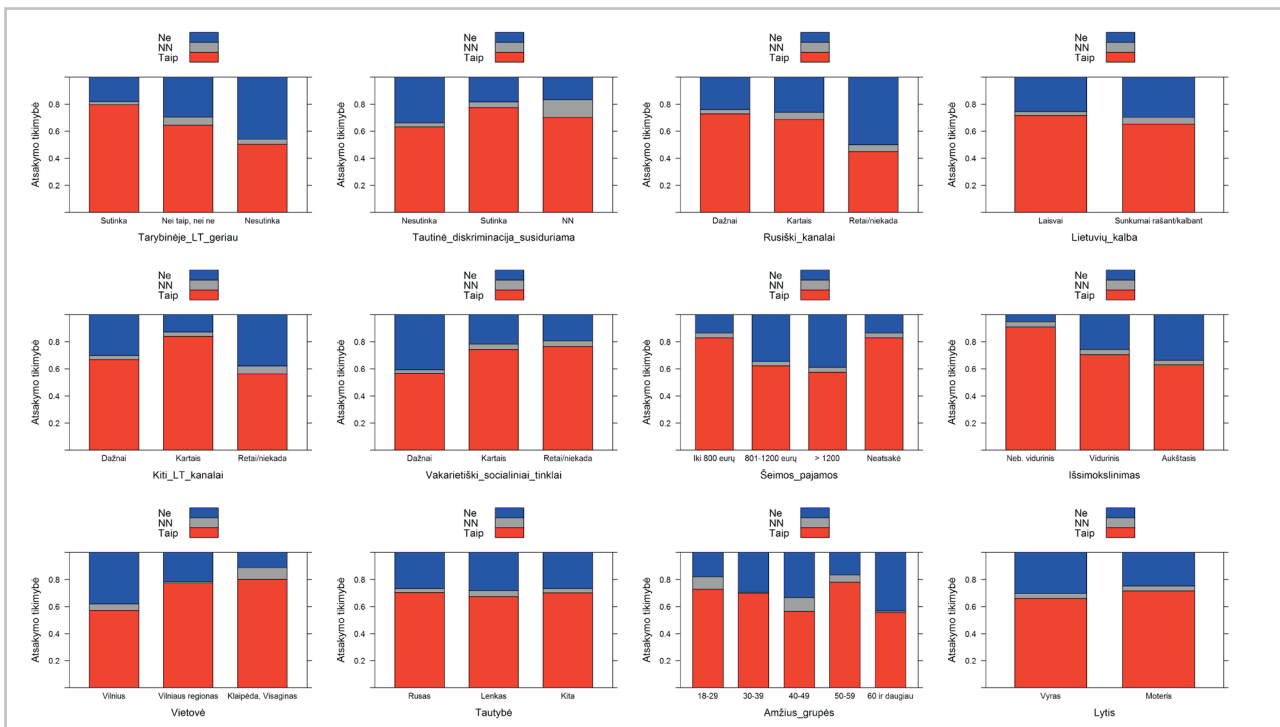 Ne
NN
Taip
Atsakymo tikimybė
0.8
0.6
0.4
0.2
Sutinka Nei taip, nei ne Nesutinka
Tarybinėje_LT_geriau
Ne
NN
Taip
Atsakymo tikimybė
0.8
0.6
0.4
0.2
Nesutinka Sutinka NN
Tautinė_diskriminacija_susiduriama
Ne
NN
Taip
Atsakymo tikimybė
0.8
0.6
0.4
0.2
Dažnai Kartais Retai/niekada
Rusiški_kanalai
Ne
NN
Taip
Atsakymo tikimybė
0.8
0.6
0.4
0.2
Laisvai Sunkumai rašant/kalbant
Lietuvių_kalba
Ne
NN
Taip
Atsakymo tikimybė
0.8
0.6
0.4
0.2
Dažnai Kartais Retai/niekada
Kiti_LT_kanalai
Ne
NN
Taip
Atsakymo tikimybė
0.8
0.6
0.4
0.2
Dažnai Kartais Retai/niekada
Vakarietiški_socialiniai_tinklai
Ne
NN
Taip
Atsakymo tikimybė
0.8
0.6
0.4
0.2
Iki 800 eurų 801-1200 eurų > 1200 Neatsakė
Šeimos_pajamos
Ne
NN
Taip
Atsakymo tikimybė
0.8
0.6
0.4
0.2
Neb. vidurinis Vidurinis Aukštasis
Išsimokslinimas
Ne
NN
Taip
Atsakymo tikimybė
0.8
0.6
0.4
0.2
Vilnius Vilniaus regionas Klaipėda, Visaginas
Vietovė
Ne
NN
Taip
Atsakymo tikimybė
0.8
0.6
0.4
0.2
Rusas Lenkas Kita
Tautybė
Ne
NN
Taip
Atsakymo tikimybė
0.8
0.6
0.4
0.2
18-29 30-39 40-49 50-59 60 ir daugiau
Amžius_grupės
Ne
NN
Taip
Atsakymo tikimybė
0.8
0.6
0.4
0.2
Vyras Moteris
Lytis